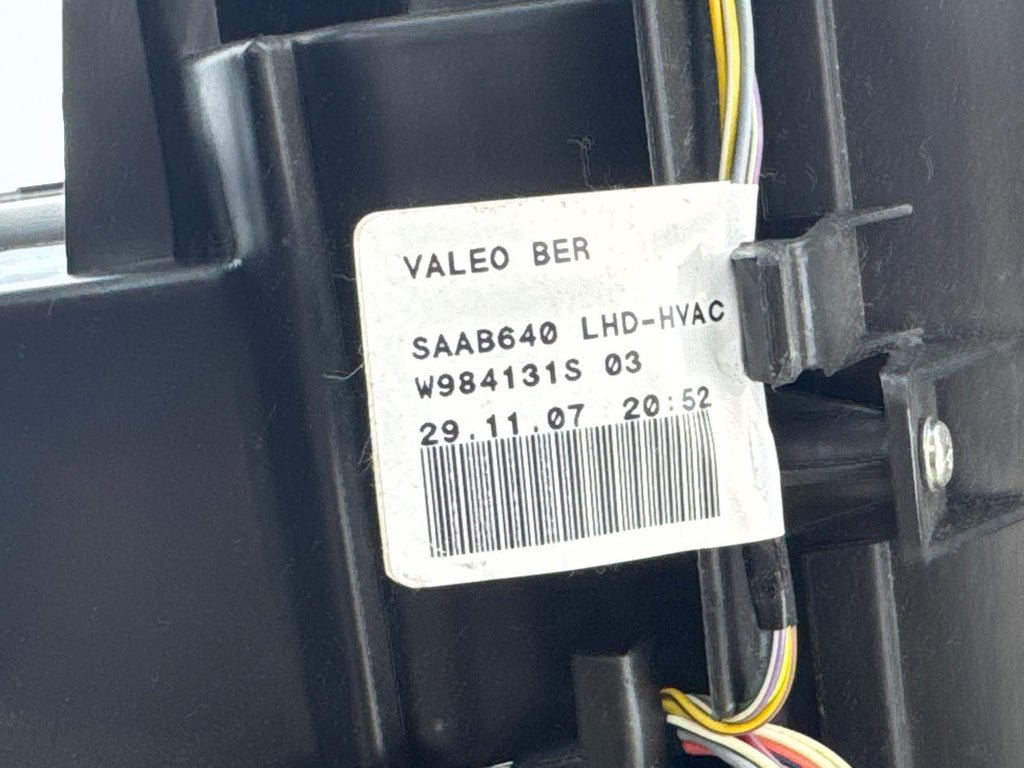 VALEO BER
SAAB640 LHD-HVAC
W984131S 03
29.11.07 20:52